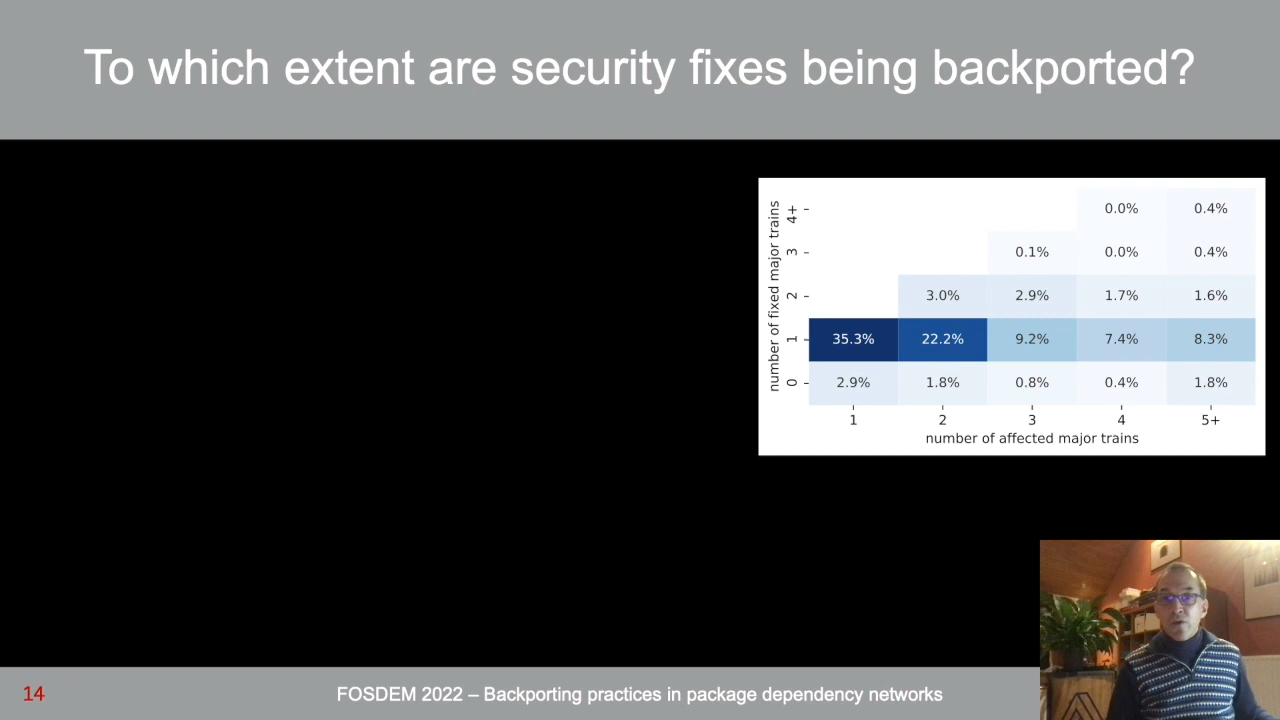 To which extent are security fixes being backported?
number of fixed major trains
4+ 0.0% 0.4%
3 0.1% 0.0% 0.4%
2 3.0% 2.9% 1.7% 1.6%
1 35.3% 22.2% 9.2% 7.4% 8.3%
0 2.9% 1.8% 0.8% 0.4% 1.8%
1 2 3 4 5+
number of affected major trains
14 FOSDEM 2022 – Backporting practices in package dependency networks